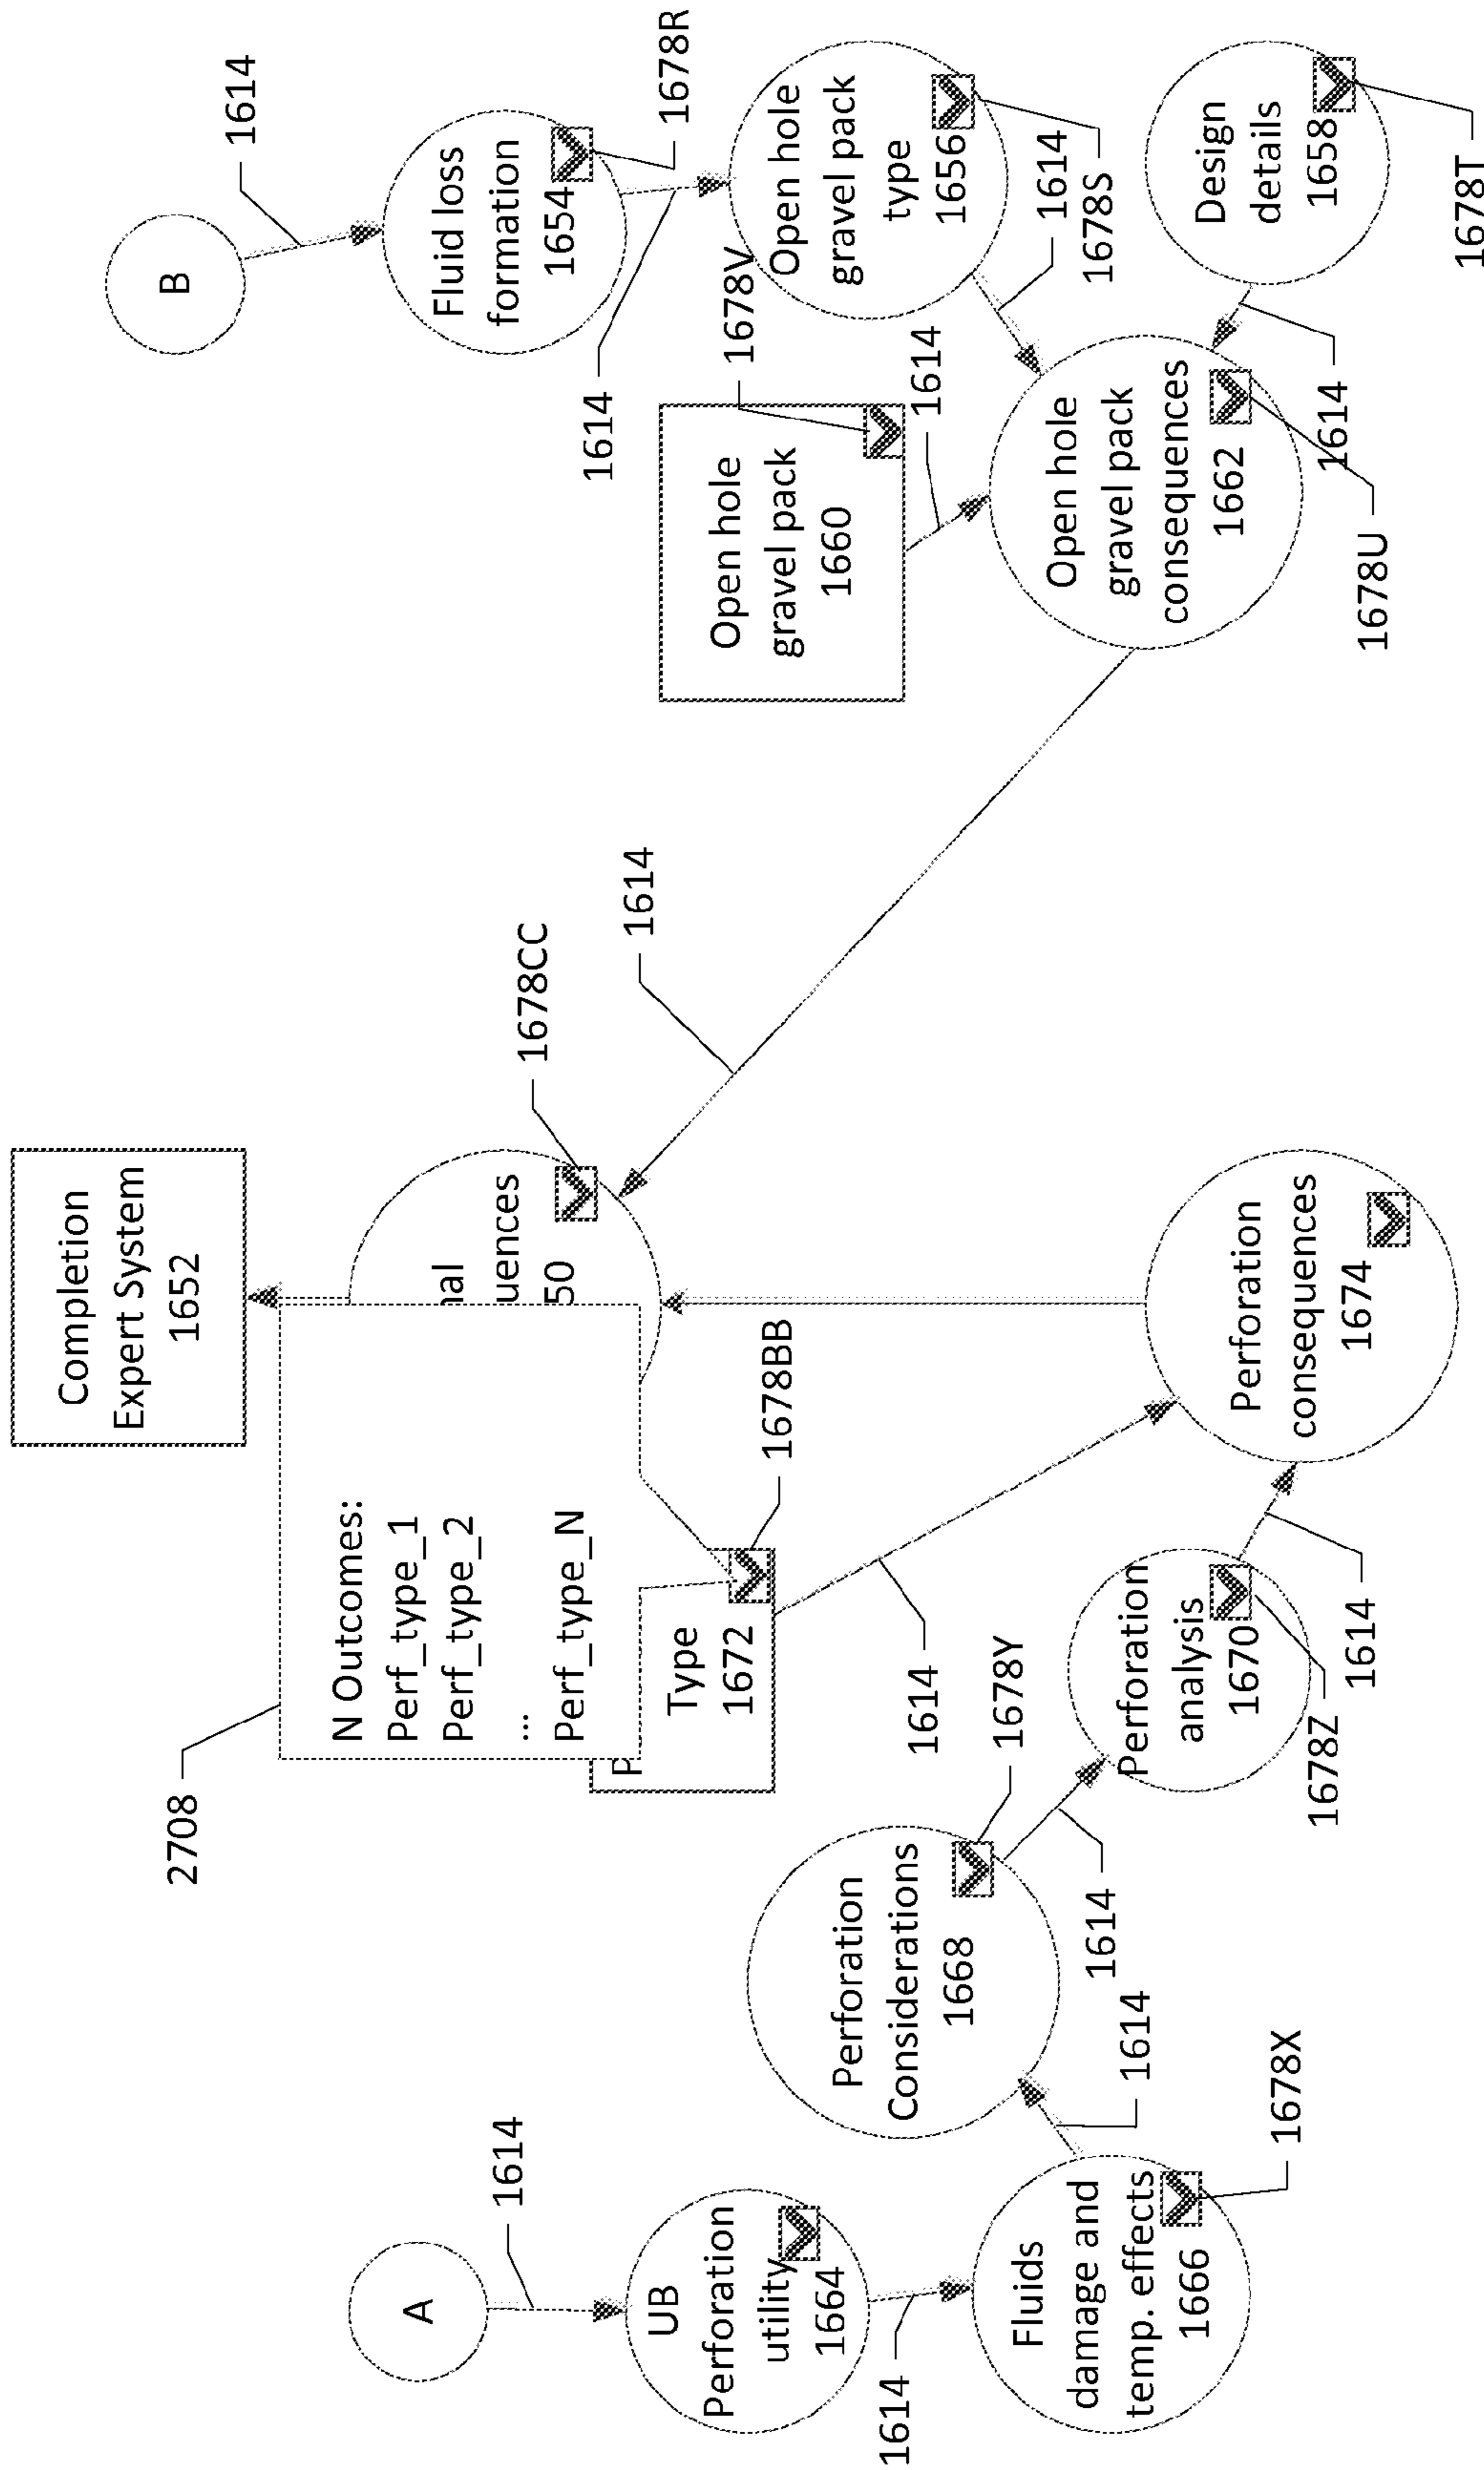 Completion
Expert System
1652
2708
N Outcomes:
Perf_type_1
Perf_type_2
...
Perf_type_N
nal
uences
50
1678CC
1614
B
1614
Fluid loss
formation
1654
1678R
1614
Open hole
gravel pack
type
1656
1678V
Open hole
gravel pack
1660
1614
1614
1678S
Design
details
1658
1678T
1614
Open hole
gravel pack
consequences
1662
1678U
A
1614
UB
Perforation
utility
1664
1614
Fluids
damage and
temp. effects
1666
1678X
1614
Perforation
Considerations
1668
1678Y
1614
Type
1672
1678BB
1614
Perforation
analysis
1670
1678Z
1614
Perforation
consequences
1674